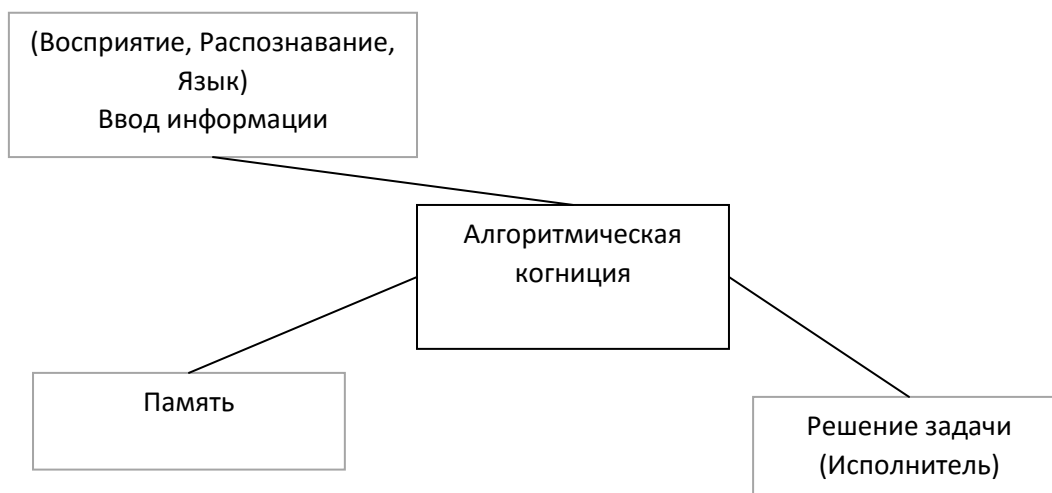 (Восприятие, Распознавание,
Язык)
Ввод информации
Алгоритмическая
когниция
Память
Решение задачи
(Исполнитель)